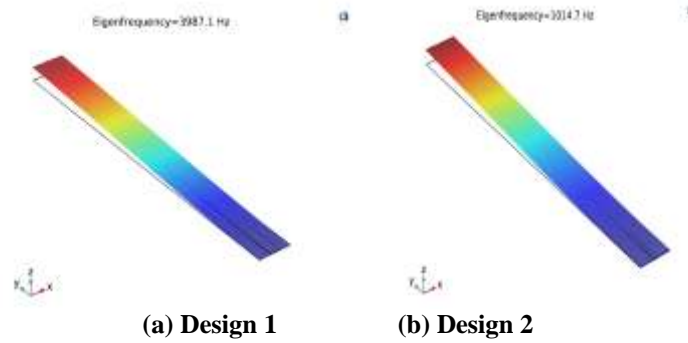 Eigenfrequency=3987.1 Hz
Eigenfrequency=1014.7 Hz
z
y
x
z
y
x
(a) Design 1
(b) Design 2